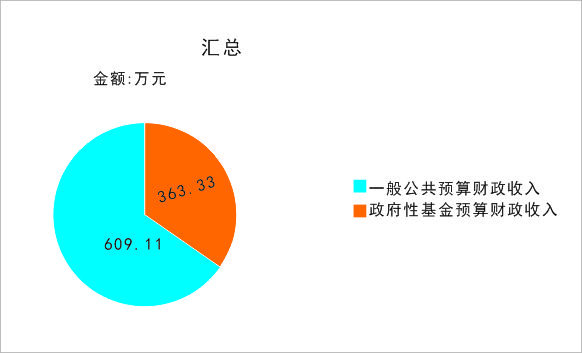 汇总
金额:万元
363.33
609.11
一般公共预算财政收入
政府性基金预算财政收入